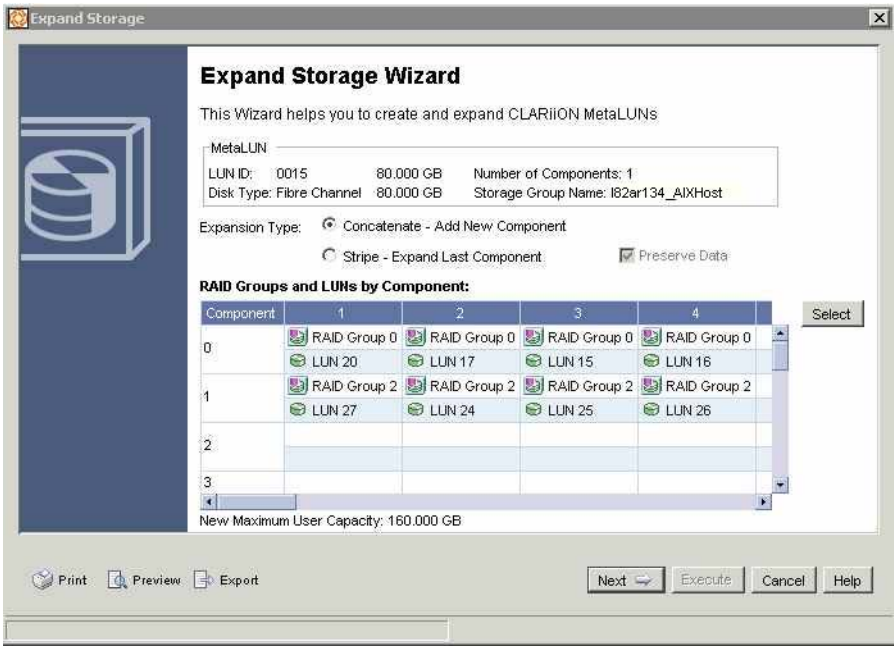 Expand Storage
Expand Storage Wizard
This Wizard helps you to create and expand CLARiiON MetaLUNs
MetaLUN
LUN ID: 0015 80.000 GB Number of Components: 1
Disk Type: Fibre Channel 80.000 GB Storage Group Name: I82ar134_AIXHost
Expansion Type: Concatenate - Add New Component
Stripe - Expand Last Component Preserve Data
RAID Groups and LUNs by Component:
Component 1 2 3 4 Select
0 RAID Group 0 RAID Group 0 RAID Group 0 RAID Group 0
LUN 20 LUN 17 LUN 15 LUN 16
1 RAID Group 2 RAID Group 2 RAID Group 2 RAID Group 2
LUN 27 LUN 24 LUN 25 LUN 26
2
3
New Maximum User Capacity: 160.000 GB
Print Preview Export Next Execute Cancel Help